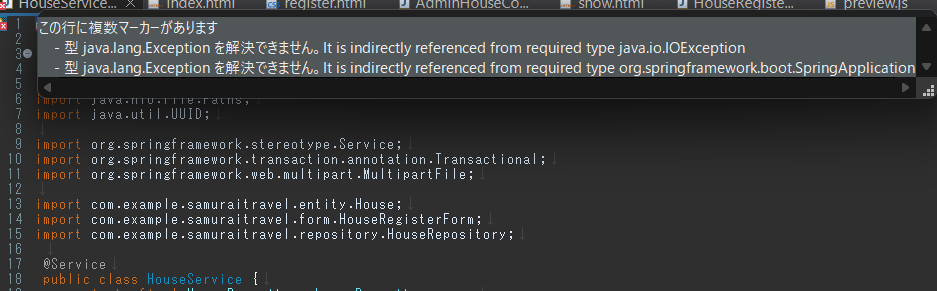 HouseService...
index.html
register.html
AdminHouseCo...
show.html
HouseRegiste...
preview.js
1
この行に複数マーカーがあります
2
- 型 java.lang.Exception を解決できません。It is indirectly referenced from required type java.io.IOException
3
- 型 java.lang.Exception を解決できません。It is indirectly referenced from required type org.springframework.boot.SpringApplication
4
5
6 import java.nio.file.Paths;
7 import java.util.UUID;
8
9 import org.springframework.stereotype.Service;
10 import org.springframework.transaction.annotation.Transactional;
11 import org.springframework.web.multipart.MultipartFile;
12
13 import com.example.samuraitravel.entity.House;
14 import com.example.samuraitravel.form.HouseRegisterForm;
15 import com.example.samuraitravel.repository.HouseRepository;
16
17 @Service
18 public class HouseService {